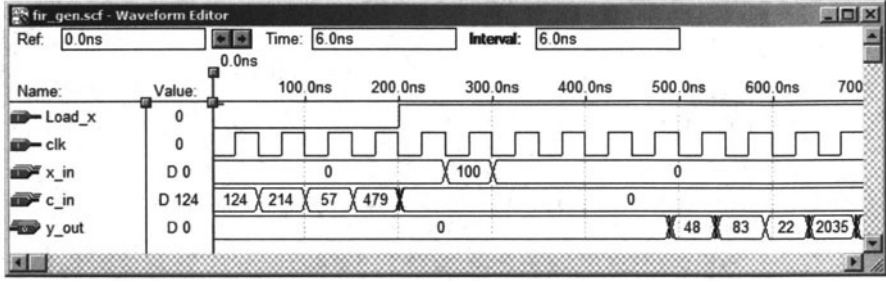 fir_gen.scf - Waveform Editor
Ref: 0.0ns Time: 6.0ns Interval: 6.0ns
0.0ns
Name: Value: 100.0ns 200.0ns 300.0ns 400.0ns 500.0ns 600.0ns 700
Load_x 0
clk 0
x_in D 0 0 100 0
c_in D 124 124 214 57 479 0
y_out D 0 0 48 83 22 2035